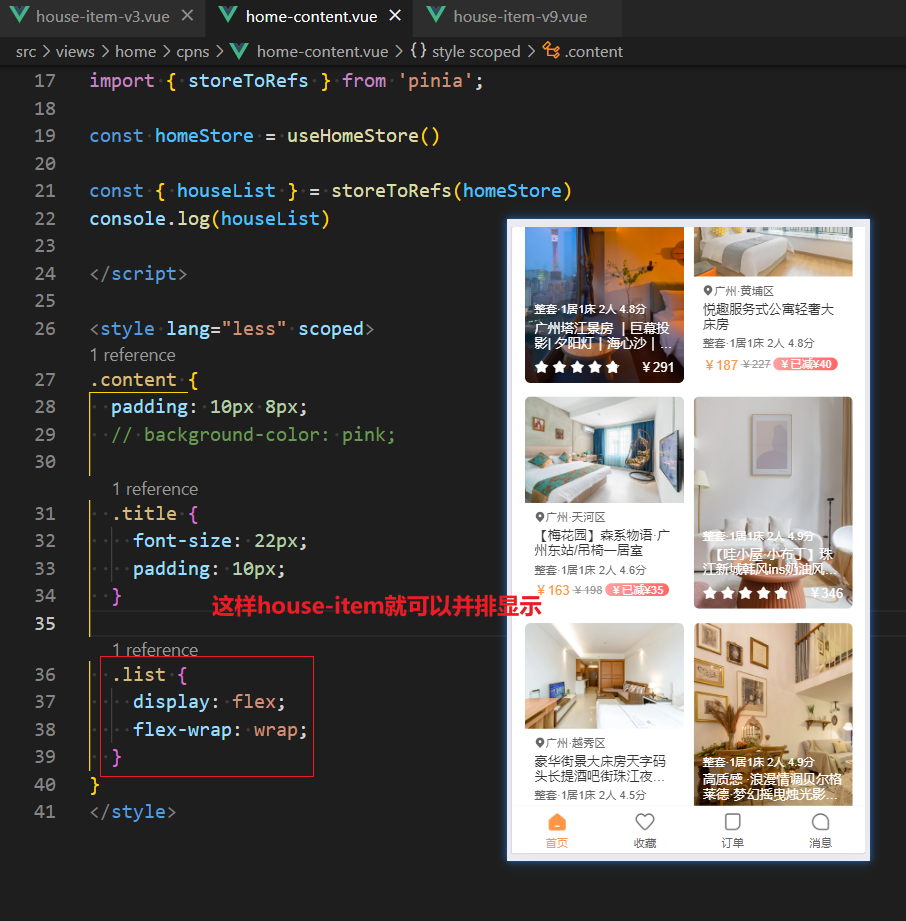 house-item-v3.vue
home-content.vue
house-item-v9.vue
src > views > home > cpns > home-content.vue > {} style scoped > .content
17 import { storeToRefs } from 'pinia';
18
19 const homeStore = useHomeStore()
20
21 const { houseList } = storeToRefs(homeStore)
22 console.log(houseList)
23
24 </script>
25
26 <style lang="less" scoped>
1 reference
27 .content {
28 padding: 10px 8px;
29 // background-color: pink;
30
1 reference
31 .title {
32 font-size: 22px;
33 padding: 10px;
34 }
35
1 reference
36 .list {
37 display: flex;
38 flex-wrap: wrap;
39 }
40 }
41 </style>
这样house-item就可以并排显示
整套·1居1床 2人 4.8分
广州塔江景房 | 巨幕投
影| 夕阳灯 | 海心沙 | ...
¥291
广州·黄埔区
悦趣服务式公寓轻奢大
床房
整套·1居1床 2人 4.8分
¥187 ¥227 ¥已减¥40
广州·天河区
【梅花园】森系物语·广
州东站/吊椅一居室
整套·1居1床 2人 4.6分
¥163 ¥198 ¥已减¥35
整套·1居1床 2人 4.9分
【哇小屋·小布丁】珠
江新城韩风ins奶油风...
¥346
广州·越秀区
豪华街景大床房天字码
头长提酒吧街珠江夜...
整套·1居1床 2人 4.5分
整套·1居1床 2人 4.9分
高质感 ·浪漫情调贝尔格
莱德·梦幻摇曳烛光影...
首页
收藏
订单
消息